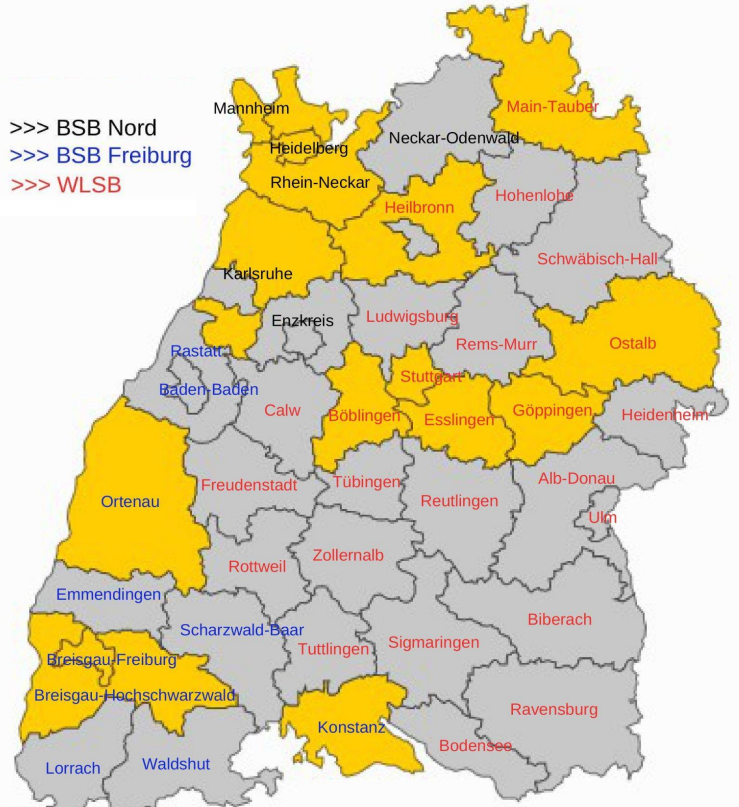 Mannheim
Main-Tauber
>>> BSB Nord
Neckar-Odenwald
Heidelberg
>>> BSB Freiburg
>>> WLSB
Rhein-Neckar
Hohenlohe
Heilbronn
Schwäbisch-Hall
Karlsruhe
Enzkreis
Ludwigsburg
Rems-Murr
Ostalb
Rastatt
Stuttgart
Baden-Baden
Calw
Böblingen
Esslingen
Göppingen
Heidenheim
Freudenstadt
Tübingen
Alb-Donau
Ortenau
Reutlingen
Ulm
Rottweil
Zollernalb
Emmendingen
Biberach
Scharzwald-Baar
Tuttlingen
Sigmaringen
Breisgau-Freiburg
Breisgau-Hochschwarzwald
Ravensburg
Konstanz
Bodensee
Lorrach
Waldshut